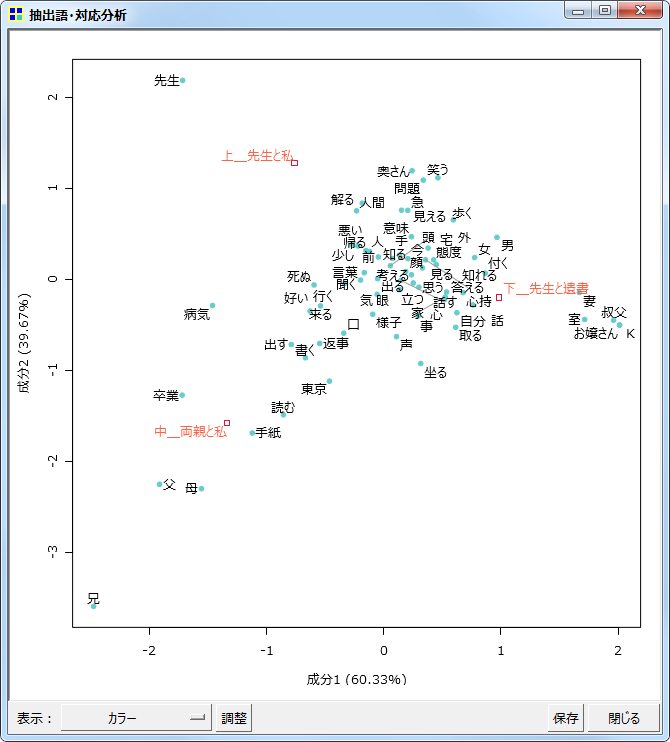 抽出語・対応分析
先生
上__先生と私
奥さん
笑う
問題
解る
人間
急
見える
歩く
悪い
意味
帰る
人
手
頭
宅
外
男
少し
前
知る
今
態度
女
顔
付く
言葉
考える
見る
知れる
死ぬ
聞く
出る
思う
答える
下__先生と遺書
病気
好い
行く
気
眼
立つ
話す
心持
妻
来る
口
様子
家
心
事
自分
話
室
叔父
お嬢さん
K
出す
書く
返事
声
取る
東京
坐る
卒業
読む
中__両親と私
手紙
父
母
兄
2
1
0
-1
-2
-3
成分2 (39.67%)
-2
-1
0
1
2
成分1 (60.33%)
表示：
カラー
調整
保存
閉じる